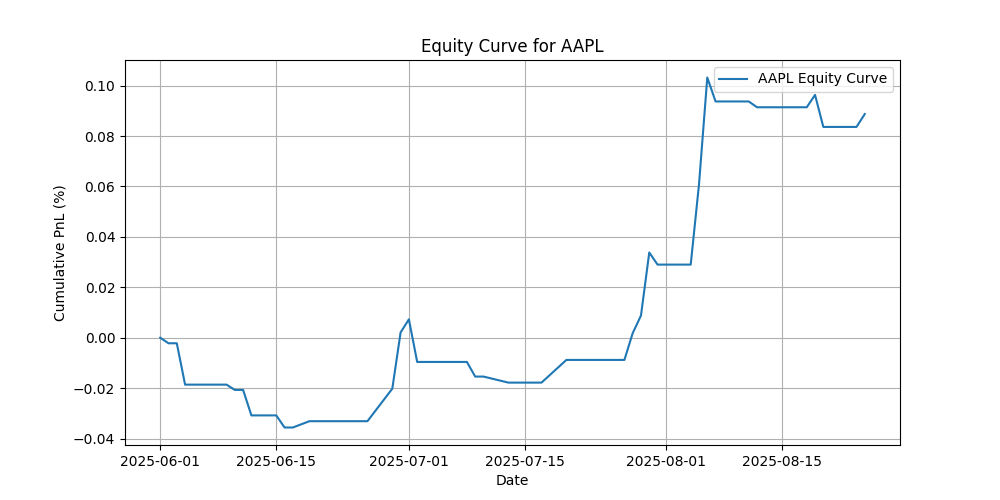 Equity Curve for AAPL
AAPL Equity Curve
Cumulative PnL (%)
0.10
0.08
0.06
0.04
0.02
0.00
−0.02
−0.04
2025-06-01 2025-06-15 2025-07-01 2025-07-15 2025-08-01 2025-08-15
Date